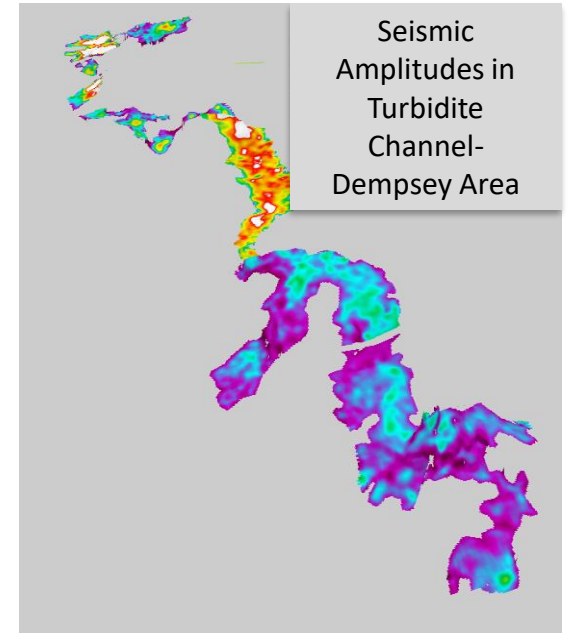 Seismic
Amplitudes in
Turbidite
Channel-
Dempsey Area